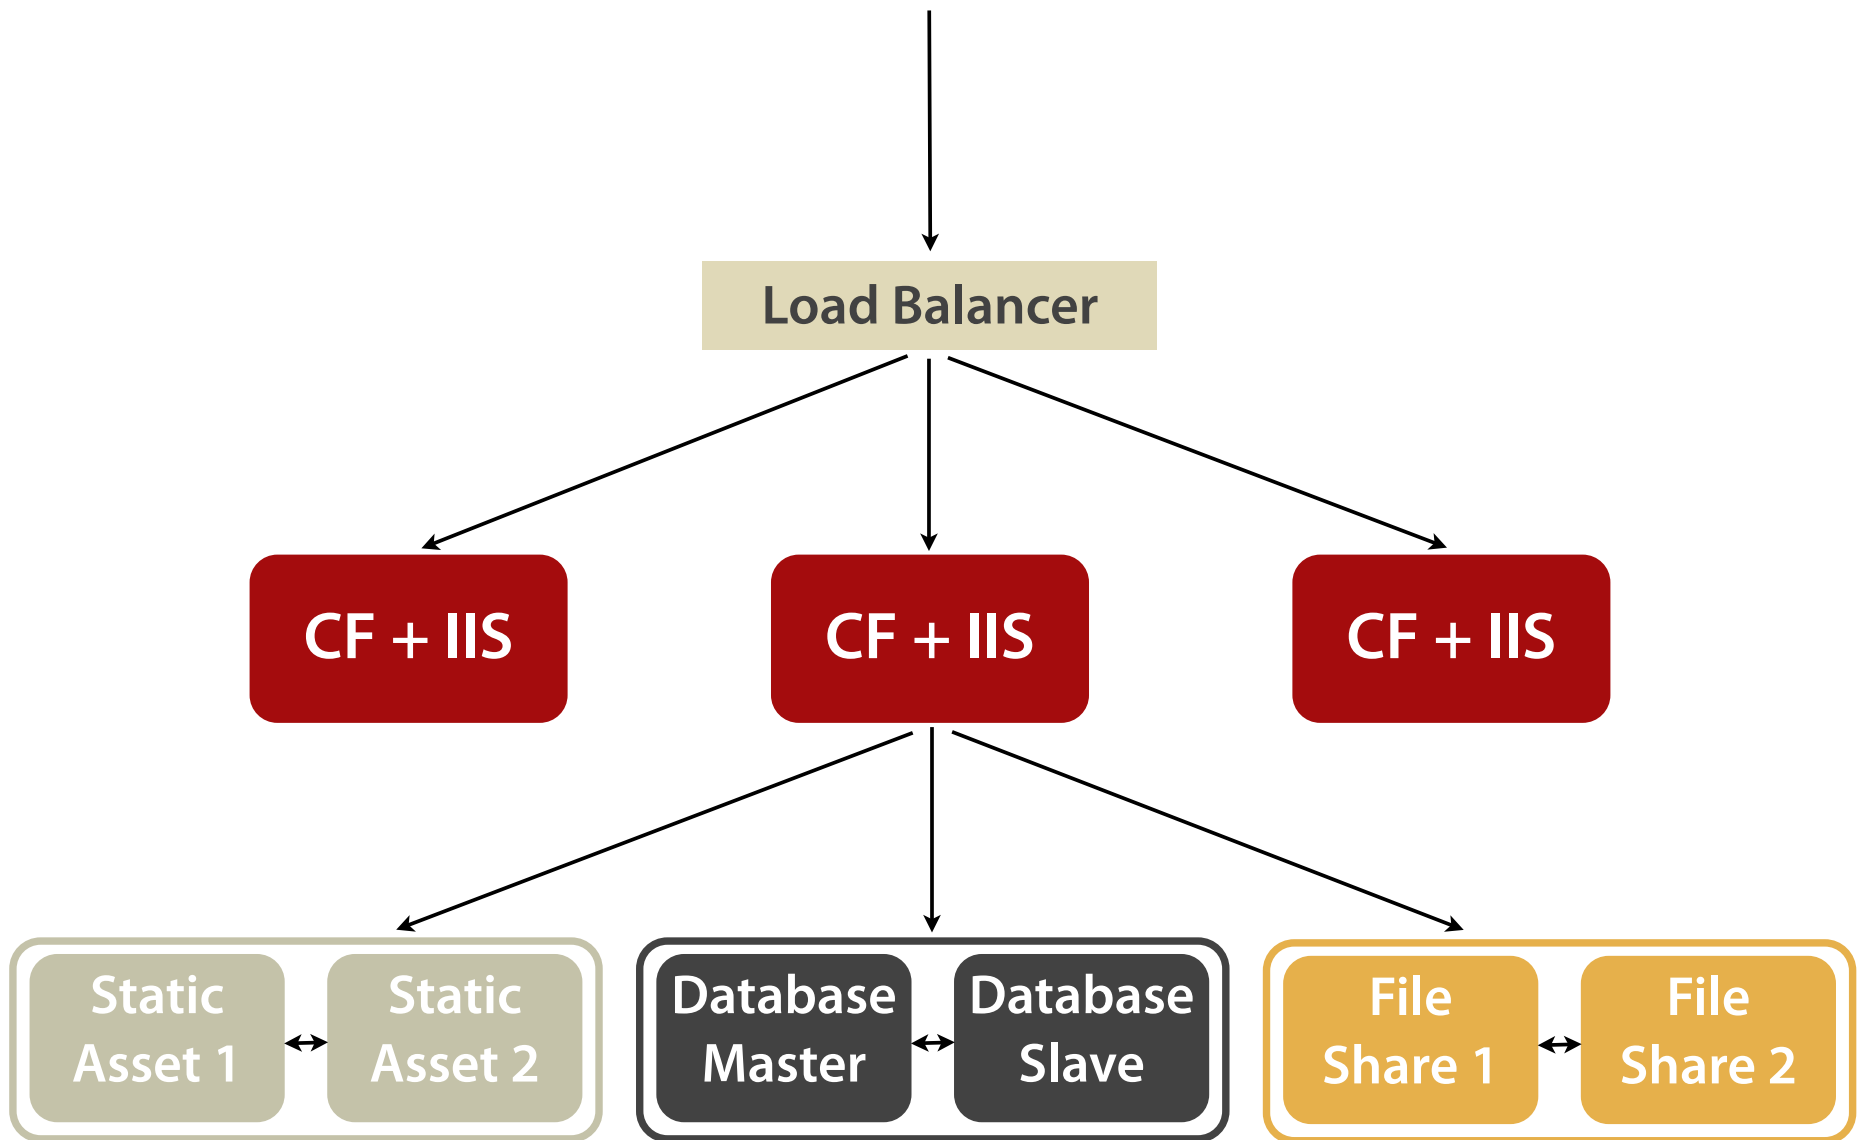 Load Balancer
CF + IIS
CF + IIS
CF + IIS
Static
Asset 1
Static
Asset 2
Database
Master
Database
Slave
File
Share 1
File
Share 2